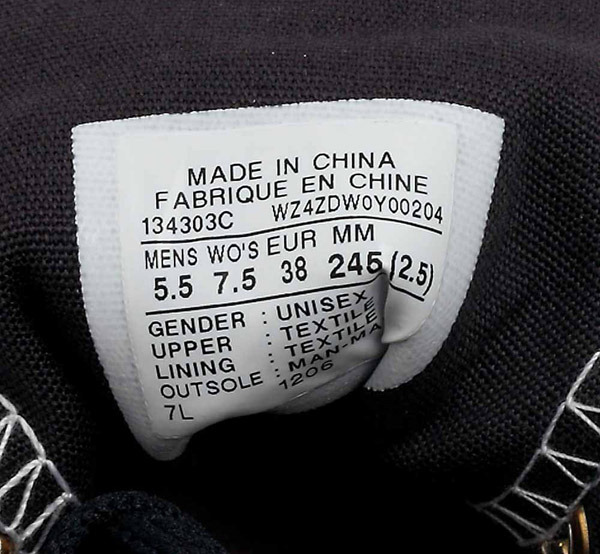 MADE IN CHINA
FABRIQUE EN CHINE
134303C WZ4ZDW0Y00204
MENS WO'S EUR MM
5.5 7.5 38 245 (2.5)
GENDER : UNISEX
UPPER : TEXTILE
LINING : TEXTILE
OUTSOLE : MAN-MA
7L 1206